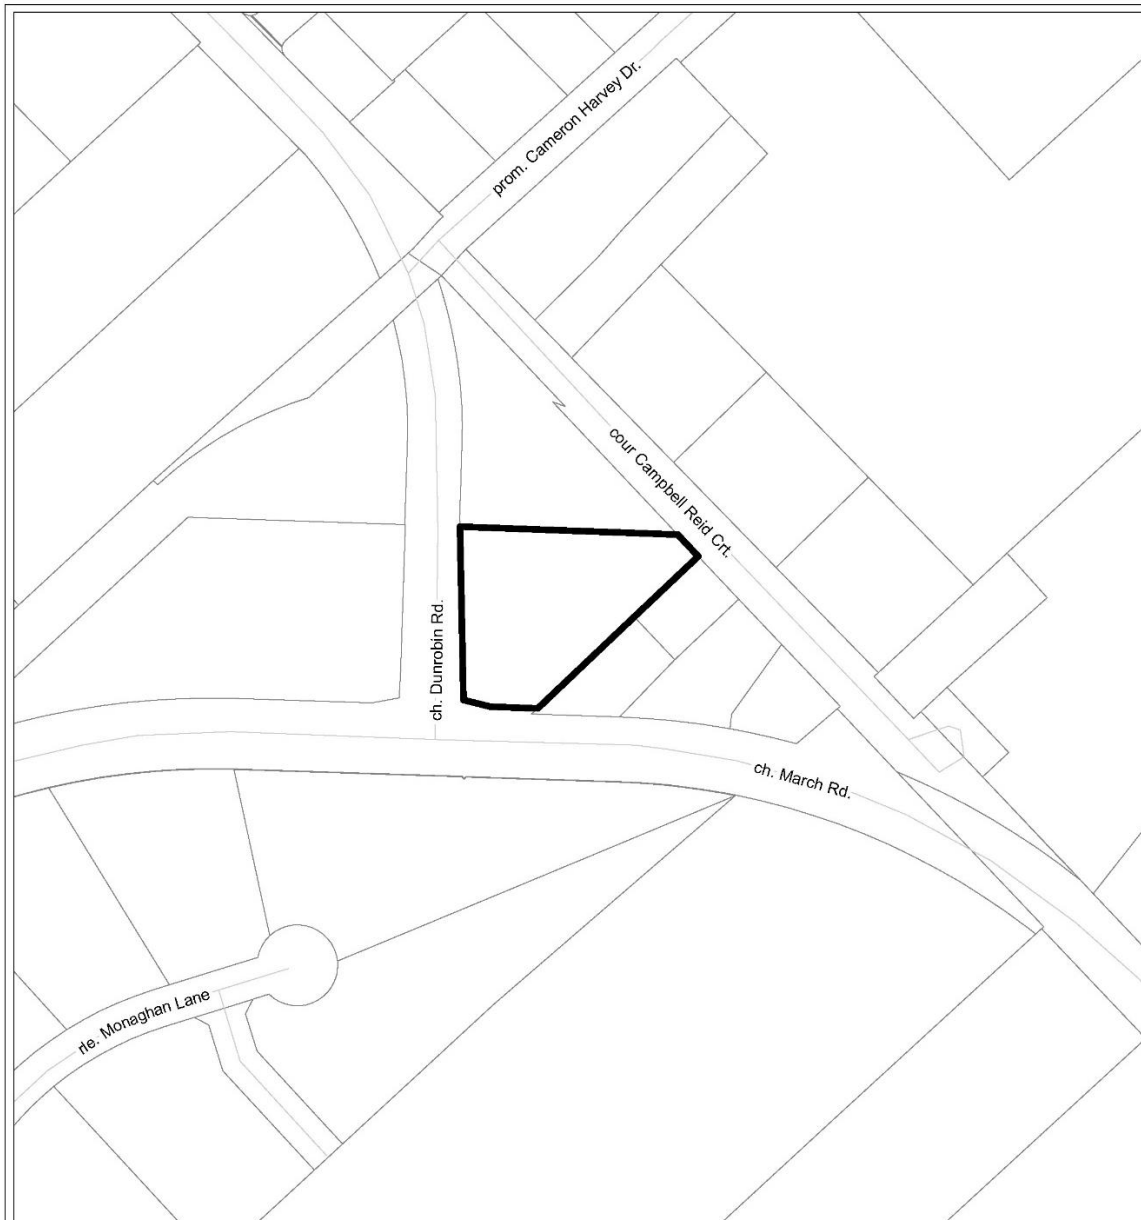 prom. Cameron Harvey Dr.
cour Campbell Reid Crt.
ch. Dunrobin Rd.
ch. March Rd.
rle. Monaghan Lane